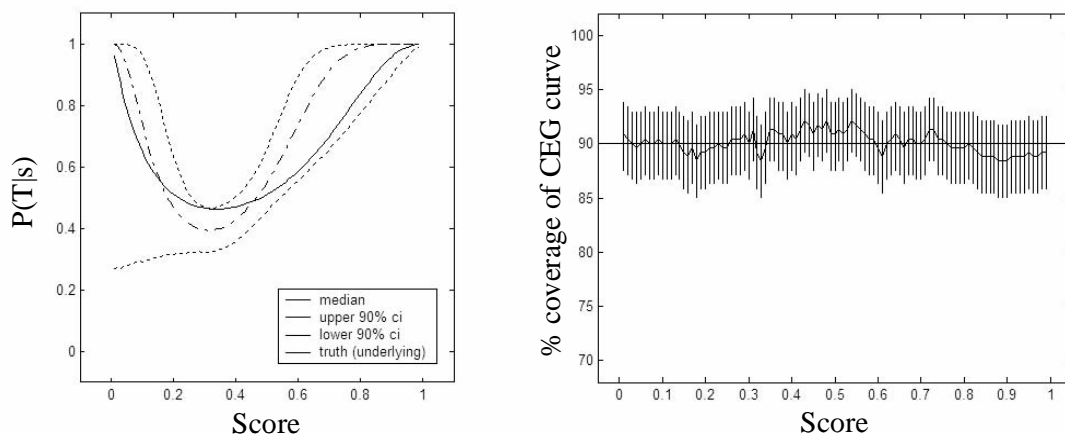 P(T|s)
1
0.8
0.6
0.4
0.2
0
0 0.2 0.4 0.6 0.8 1
Score
median
upper 90% ci
lower 90% ci
truth (underlying)
% coverage of CEG curve
100
95
90
85
80
75
70
0 0.1 0.2 0.3 0.4 0.5 0.6 0.7 0.8 0.9 1
Score